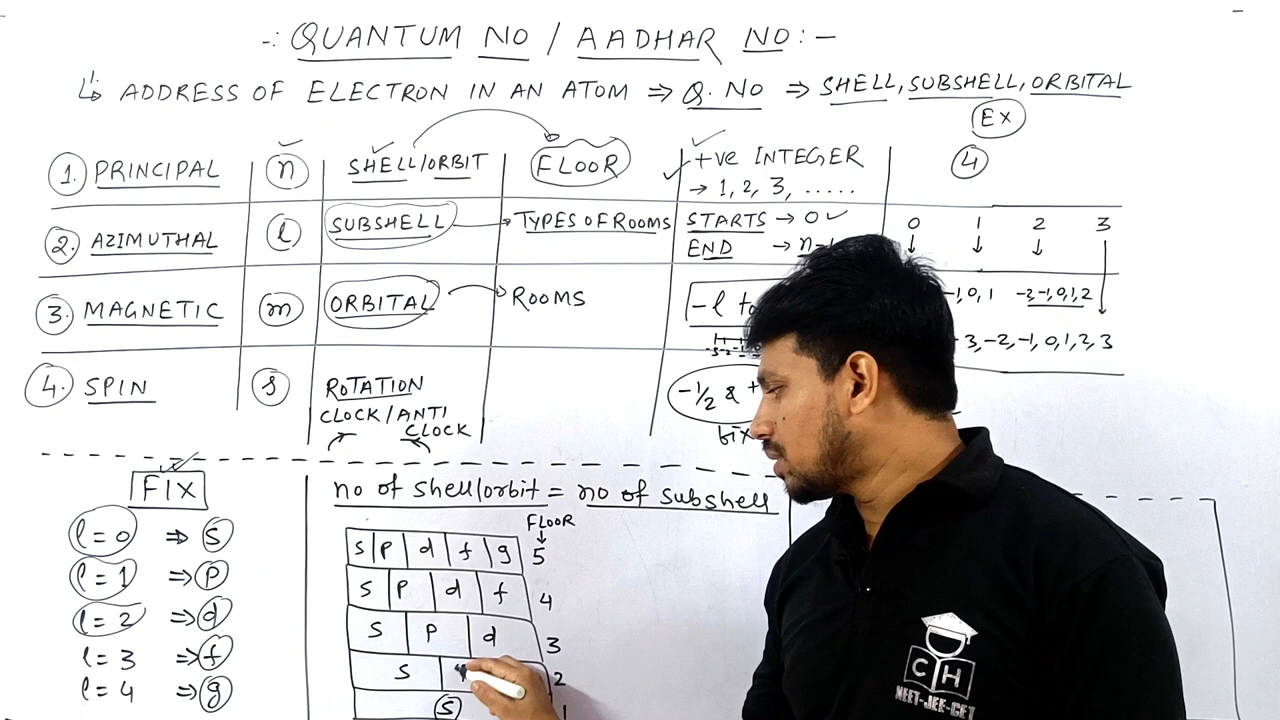 -: QUANTUM NO / AADHAR NO :-
↳ ADDRESS OF ELECTRON IN AN ATOM ⇒ Q. NO ⇒ SHELL, SUBSHELL, ORBITAL
EX
1. PRINCIPAL n SHELL/ORBIT FLOOR +ve INTEGER 4
→ 1, 2, 3, .....
2. AZIMUTHAL l SUBSHELL TYPES OF ROOMS STARTS → 0 0 1 2 3
END → n-1
3. MAGNETIC m ORBITAL ROOMS -l to -1, 0, 1 -2, -1, 0, 1, 2
-3, -2, -1, 0, 1, 2, 3
4. SPIN s ROTATION -1/2 & +
CLOCK/ANTI
CLOCK
FIX
FIX
no of shell/orbit = no of subshell
l = 0 ⇒ s
l = 1 ⇒ p
l = 2 ⇒ d
l = 3 ⇒ f
l = 4 ⇒ g
FLOOR
↓
s p d f g 5
s p d f 4
s p d 3
s 2
s 1
CH
NEET-JEE-CET